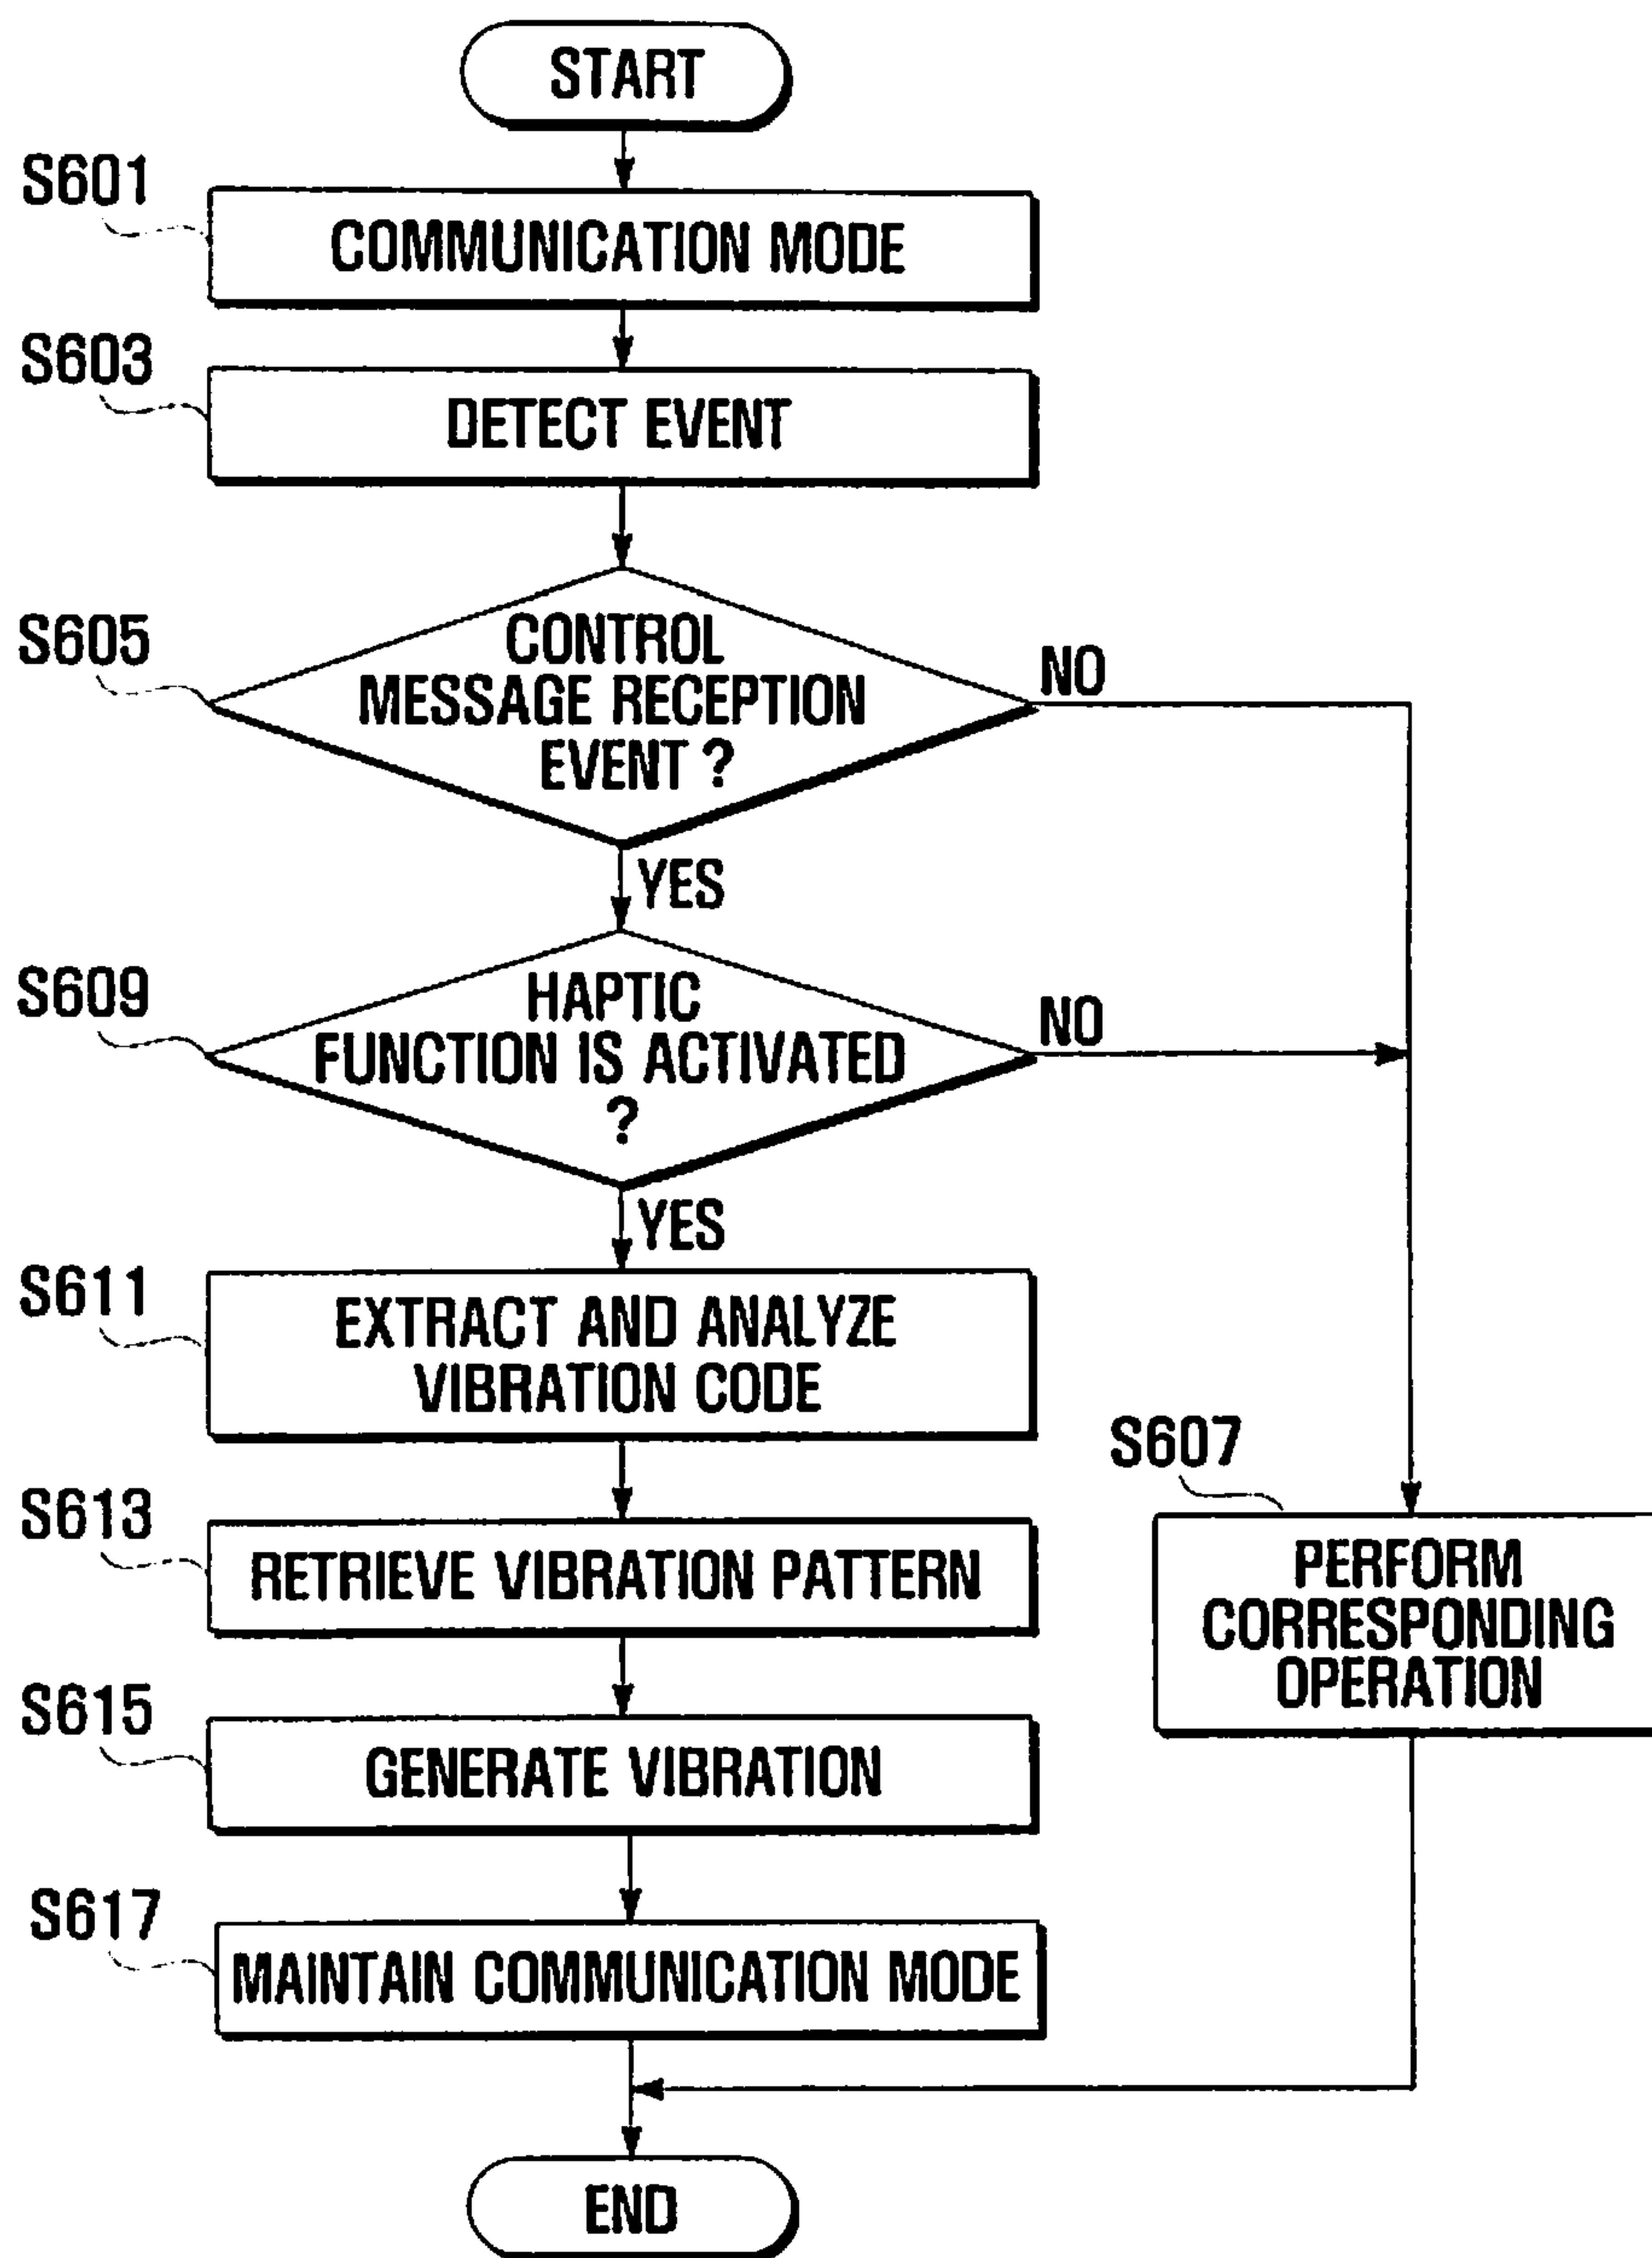 START
S601
COMMUNICATION MODE
S603
DETECT EVENT
S605
CONTROL
MESSAGE RECEPTION
EVENT ?
NO
YES
S609
HAPTIC
FUNCTION IS ACTIVATED
?
NO
YES
S611
EXTRACT AND ANALYZE
VIBRATION CODE
S607
PERFORM
CORRESPONDING
OPERATION
S613
RETRIEVE VIBRATION PATTERN
S615
GENERATE VIBRATION
S617
MAINTAIN COMMUNICATION MODE
END